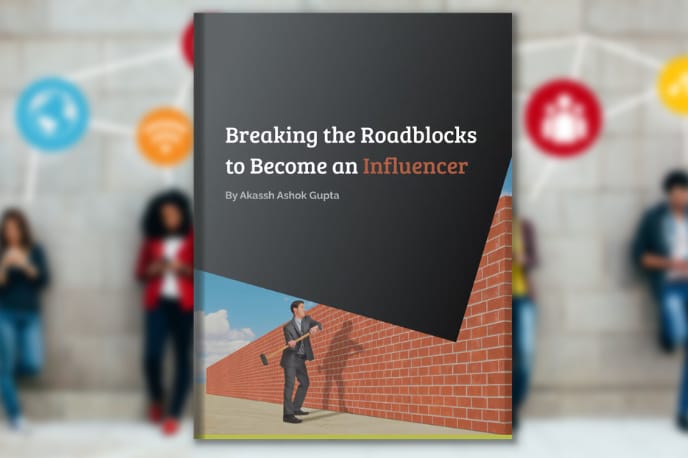 Breaking the Roadblocks
to Become an Influencer
By Akassh Ashok Gupta